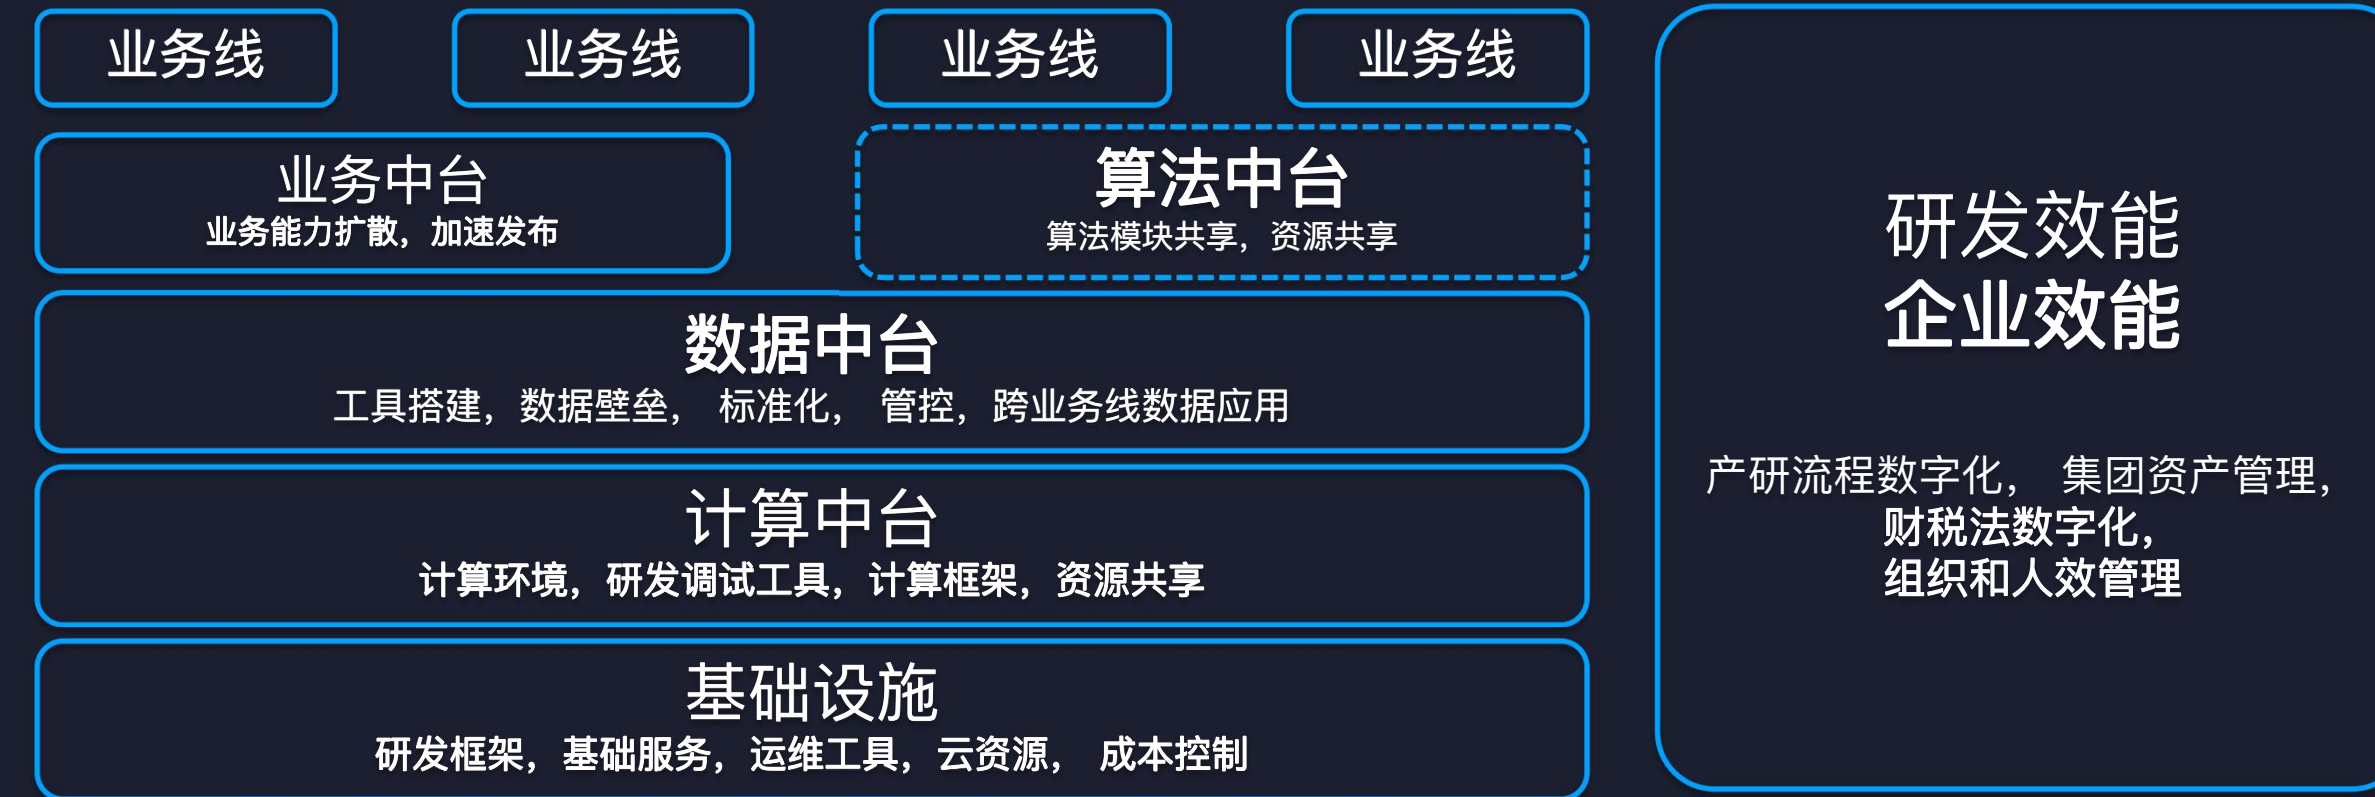 业务线
业务线
业务线
业务线
业务中台
业务能力扩散，加速发布
算法中台
算法模块共享，资源共享
数据中台
工具搭建，数据壁垒， 标准化， 管控，跨业务线数据应用
计算中台
计算环境，研发调试工具，计算框架，资源共享
基础设施
研发框架，基础服务，运维工具，云资源， 成本控制
研发效能
企业效能
产研流程数字化， 集团资产管理，
财税法数字化，
组织和人效管理